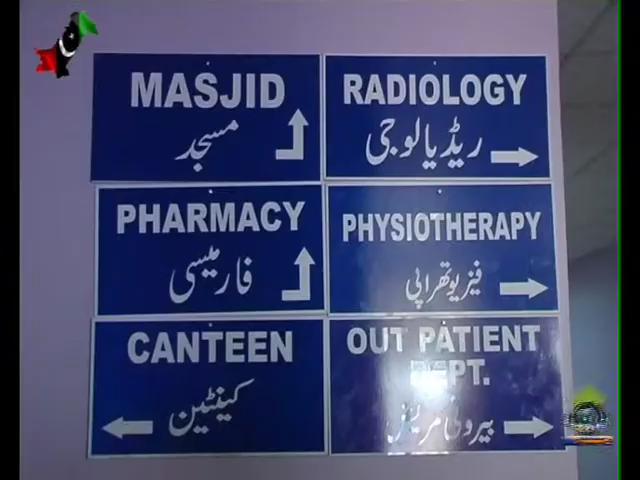 MASJID
مسجد
RADIOLOGY
ریڈیالوجی
PHARMACY
فارمیسی
PHYSIOTHERAPY
فیزیوتھراپی
CANTEEN
کینٹین
OUT PATIENT
DEPT.
بیرونی مریض